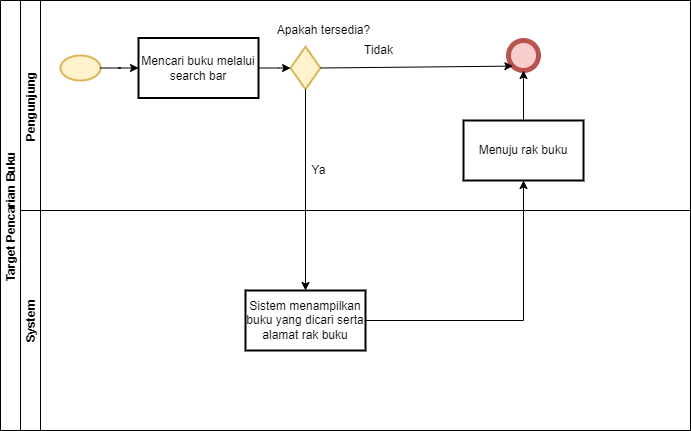 Target Pencarian Buku
Pengunjung
Apakah tersedia?
Tidak
Mencari buku melalui
search bar
Menuju rak buku
Ya
System
Sistem menampilkan
buku yang dicari serta
alamat rak buku